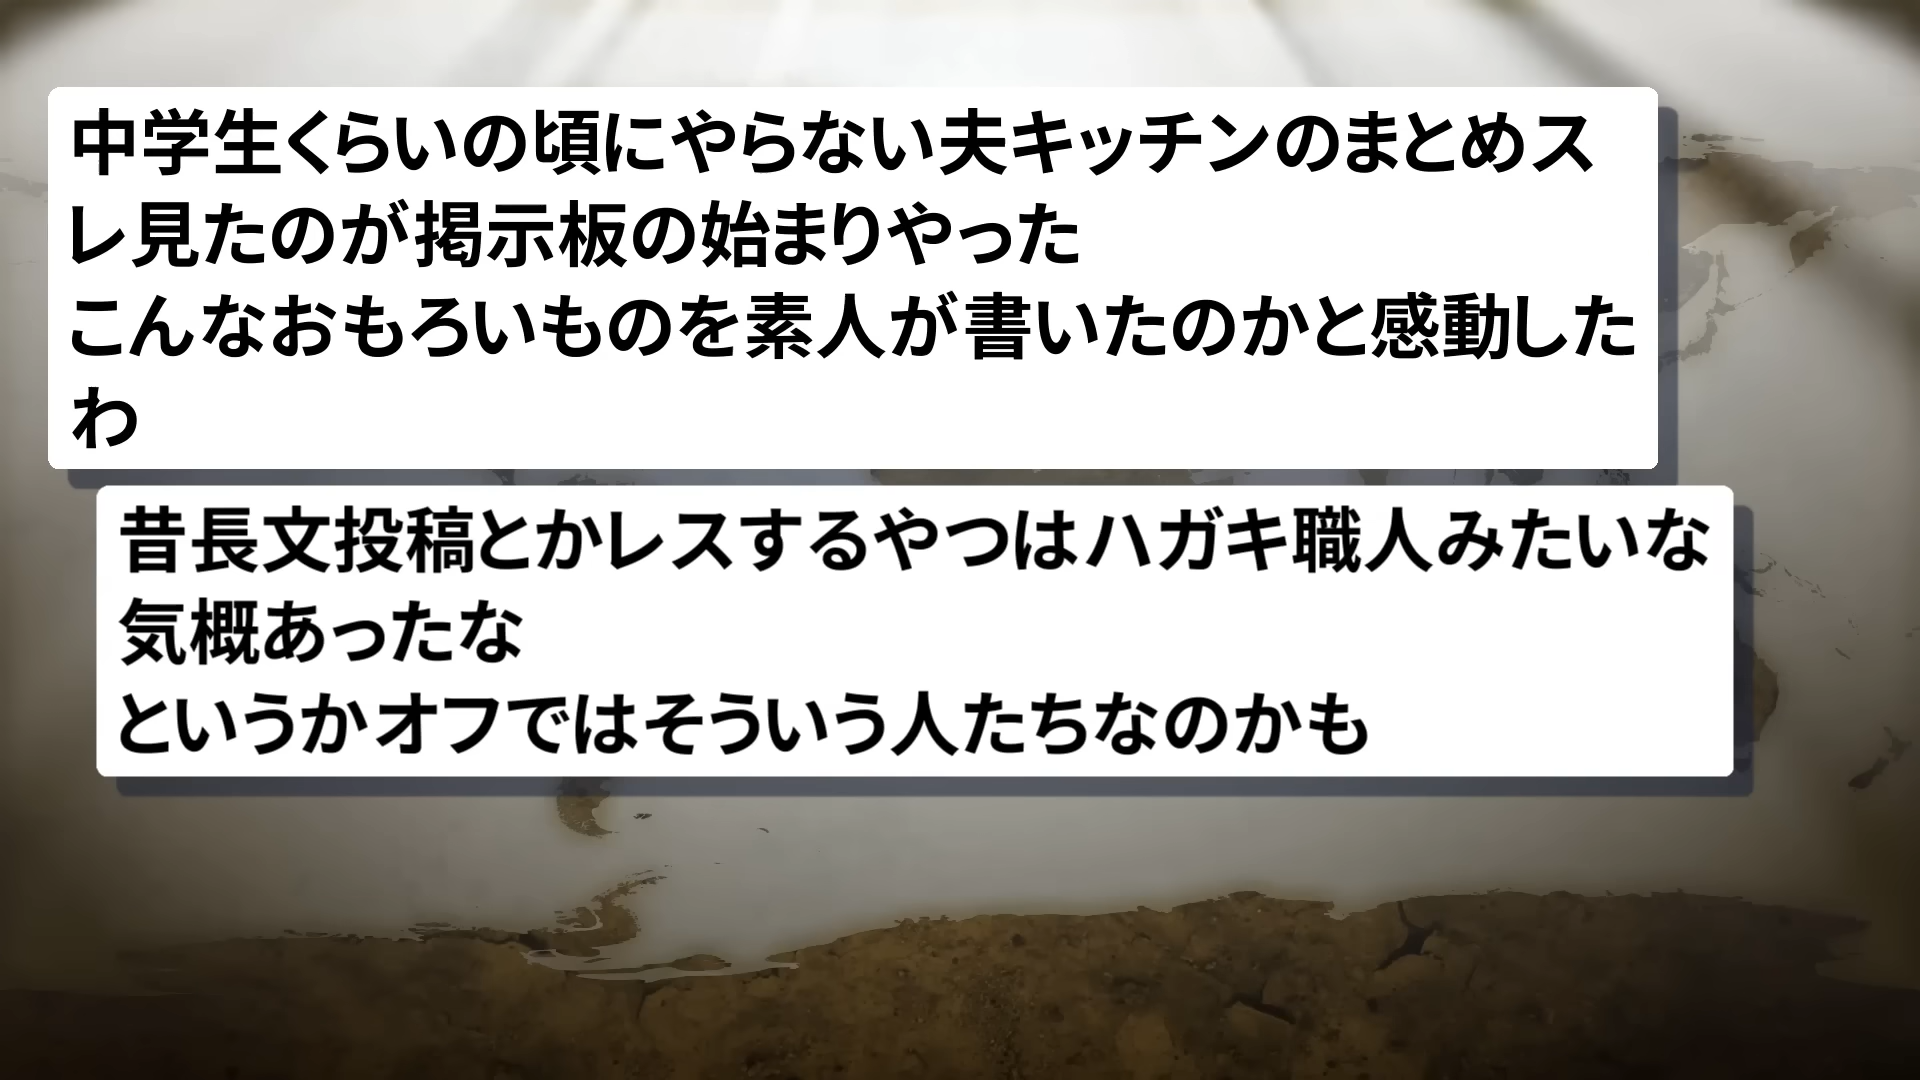 中学生くらいの頃にやらない夫キッチンのまとめス
レ見たのが掲示板の始まりやった
こんなおもろいものを素人が書いたのかと感動した
わ
昔長文投稿とかレスするやつはハガキ職人みたいな
気概あったな
というかオフではそういう人たちなのかも